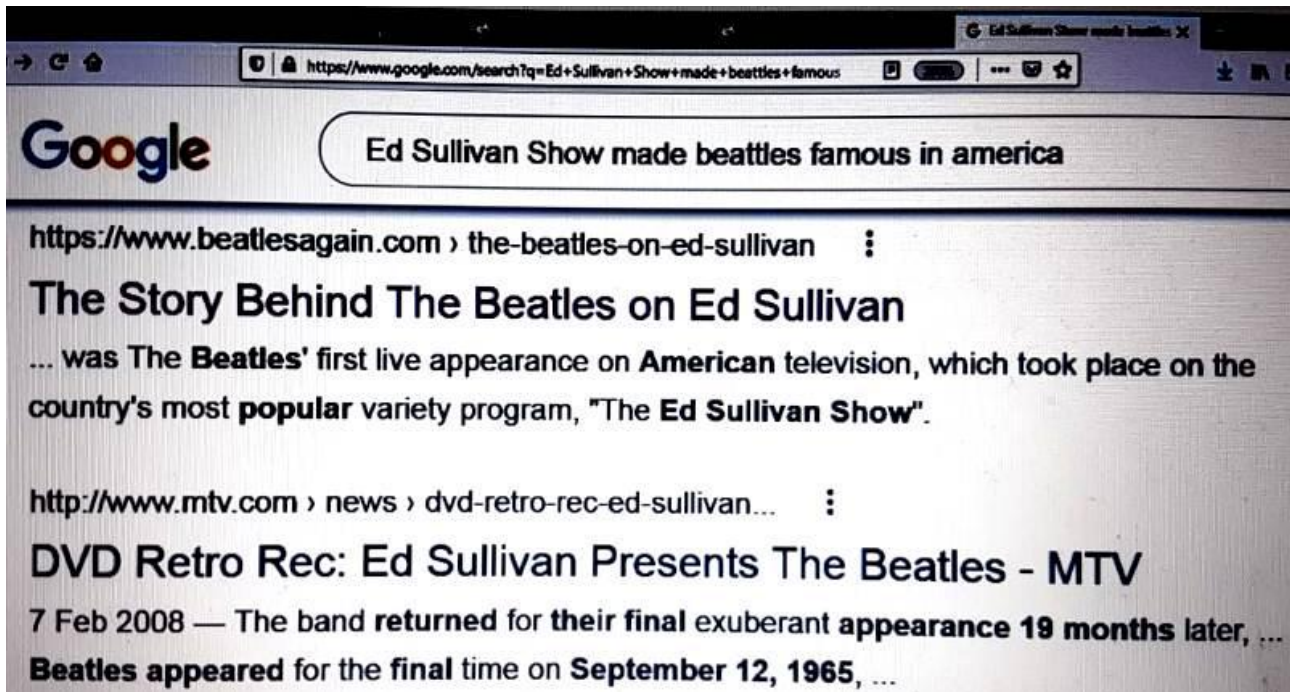 G Ed Sullivan Show made beattles
https://www.google.com/search?q=Ed+Sullivan+Show+made+beattles+famous
Google
Ed Sullivan Show made beattles famous in america
https://www.beatlesagain.com › the-beatles-on-ed-sullivan
The Story Behind The Beatles on Ed Sullivan
... was The Beatles' first live appearance on American television, which took place on the
country's most popular variety program, "The Ed Sullivan Show".
http://www.mtv.com › news › dvd-retro-rec-ed-sullivan...
DVD Retro Rec: Ed Sullivan Presents The Beatles - MTV
7 Feb 2008 — The band returned for their final exuberant appearance 19 months later, ...
Beatles appeared for the final time on September 12, 1965, ...